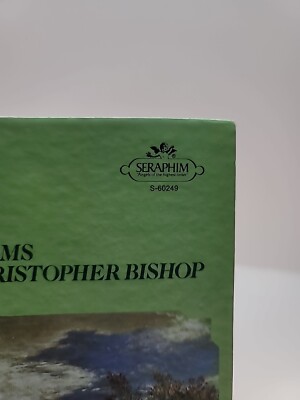 SERAPHIM
"Angels of the highest order"
S-60249
MS
RISTOPHER BISHOP